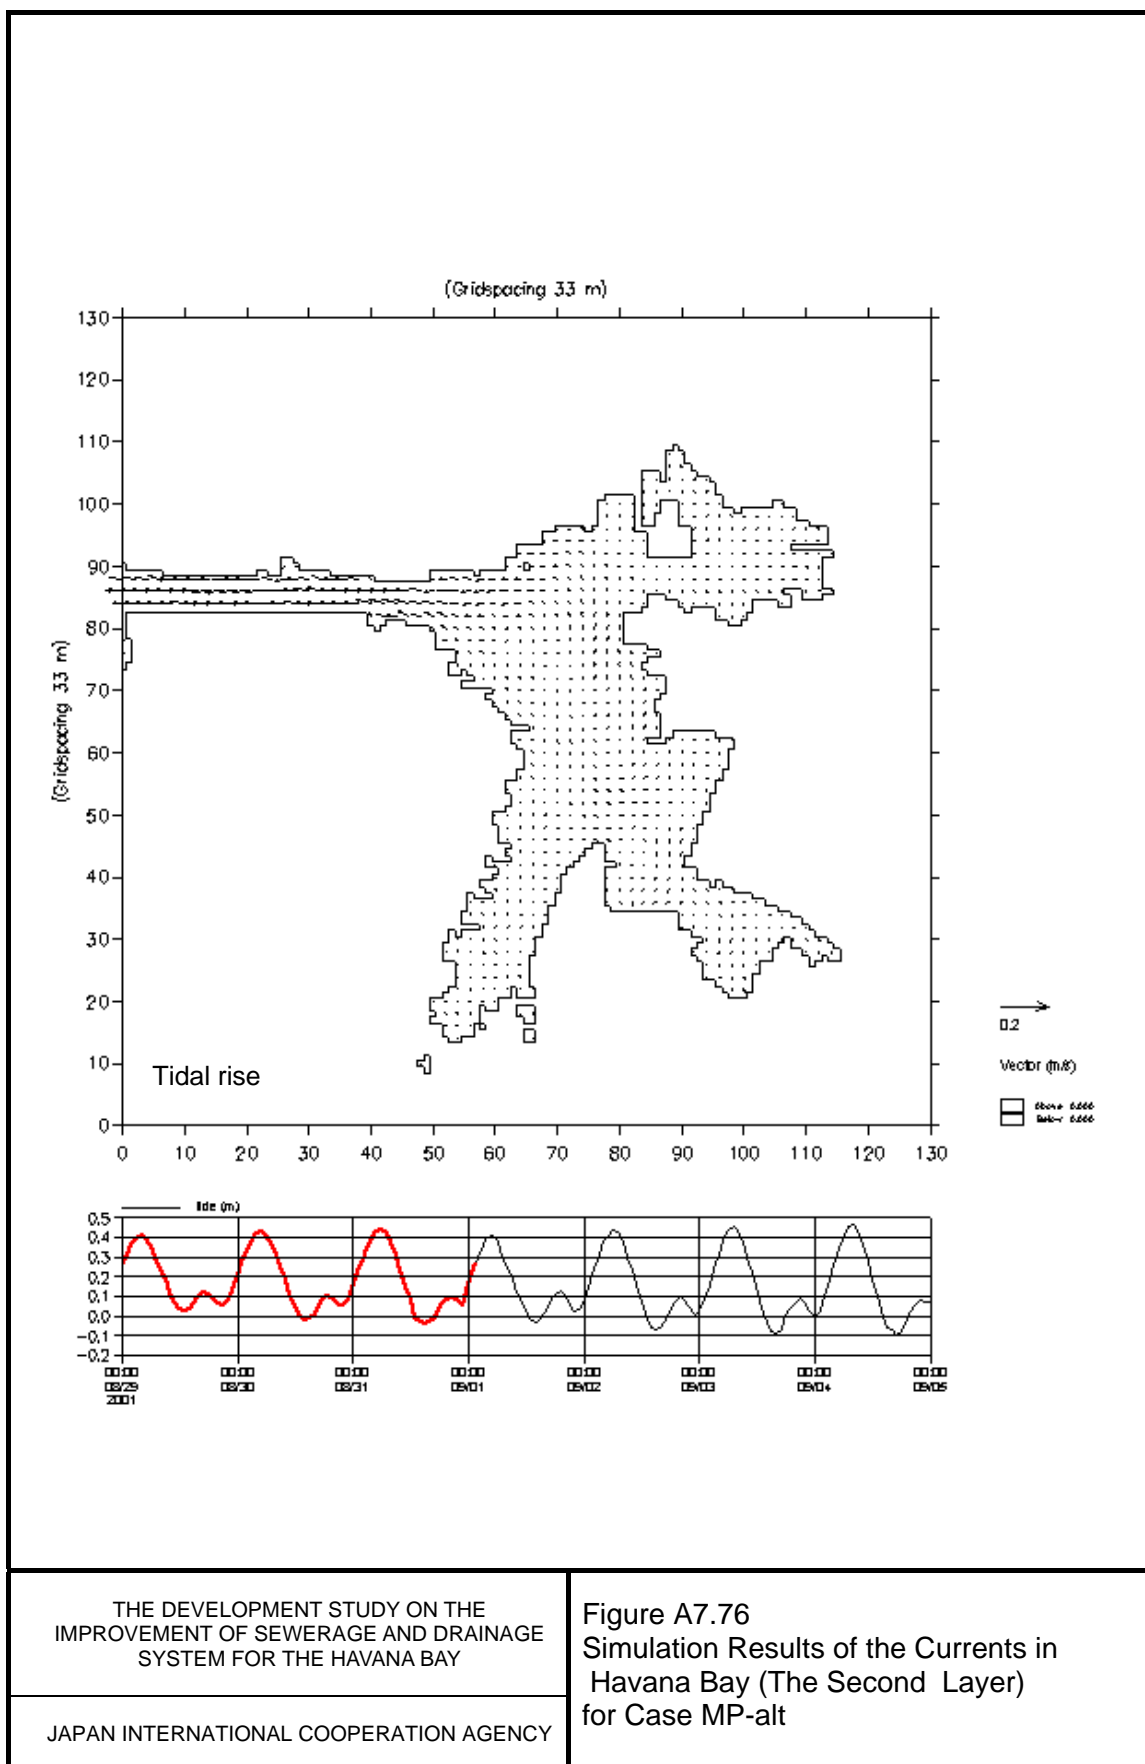 (Gridspacing 33 m)
130
120
110
100
90
80
70
60
50
40
30
20
10
0
(Gridspacing 33 m)
Tidal rise
0 10 20 30 40 50 60 70 80 90 100 110 120 130
0.2
Vector (m/s)
Above
Below
tide (m)
0.5
0.4
0.3
0.2
0.1
0.0
-0.1
-0.2
00:00 00:00 00:00 00:00 00:00 00:00 00:00 00:00
08/29 08/30 08/31 09/01 09/02 09/03 09/04 09/05
2001
THE DEVELOPMENT STUDY ON THE
IMPROVEMENT OF SEWERAGE AND DRAINAGE
SYSTEM FOR THE HAVANA BAY
JAPAN INTERNATIONAL COOPERATION AGENCY
Figure A7.76
Simulation Results of the Currents in
Havana Bay (The Second Layer)
for Case MP-alt